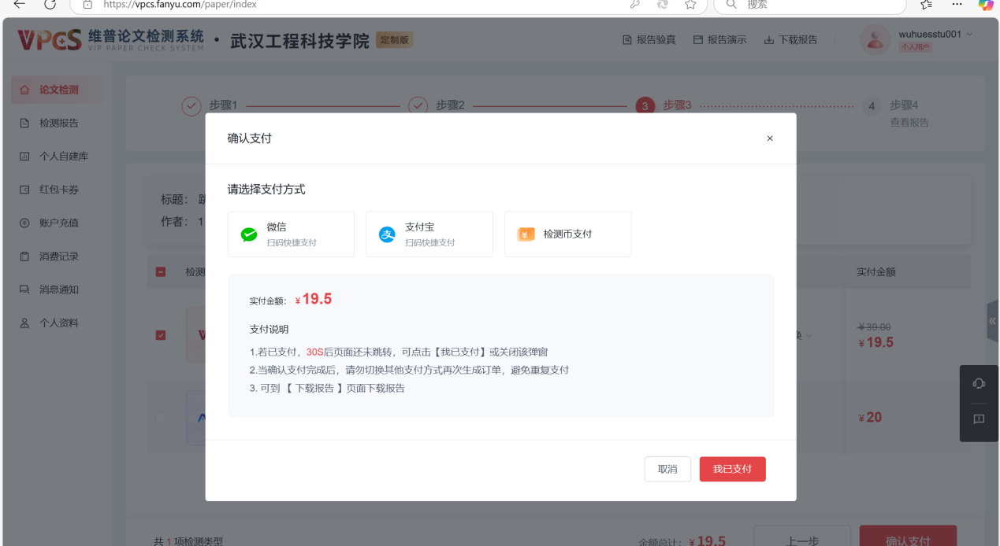 https://vpcs.fanyu.com/paper/index
搜索
VPCS 维普论文检测系统 · 武汉工程科技学院 定制版
VIP PAPER CHECK SYSTEM
报告验真
报告演示
下载报告
wuhuesstu001
个人用户
论文检测
检测报告
个人自建库
红包卡券
账户充值
消费记录
消息通知
个人资料
步骤1
步骤2
3 步骤3
4 步骤4
查看报告
标题：
作者： 1
检测
实付金额
¥39.00
¥19.5
¥20
确认支付
请选择支付方式
微信
扫码快捷支付
支付宝
扫码快捷支付
检测币支付
实付金额： ¥19.5
支付说明
1.若已支付，30S后页面还未跳转，可点击【我已支付】或关闭该弹窗
2.当确认支付完成后，请勿切换其他支付方式再次生成订单，避免重复支付
3. 可到 【 下载报告 】页面下载报告
取消
我已支付
共 1 项检测类型
金额总计： ¥19.5
上一步
确认支付